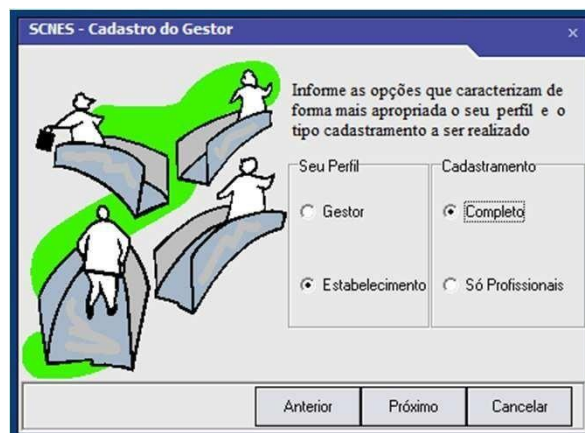 SCNES - Cadastro do Gestor
Informe as opções que caracterizam de
forma mais apropriada o seu perfil e o
tipo cadastramento a ser realizado
Seu Perfil
Gestor
Estabelecimento
Cadastramento
Completo
Só Profissionais
Anterior
Próximo
Cancelar